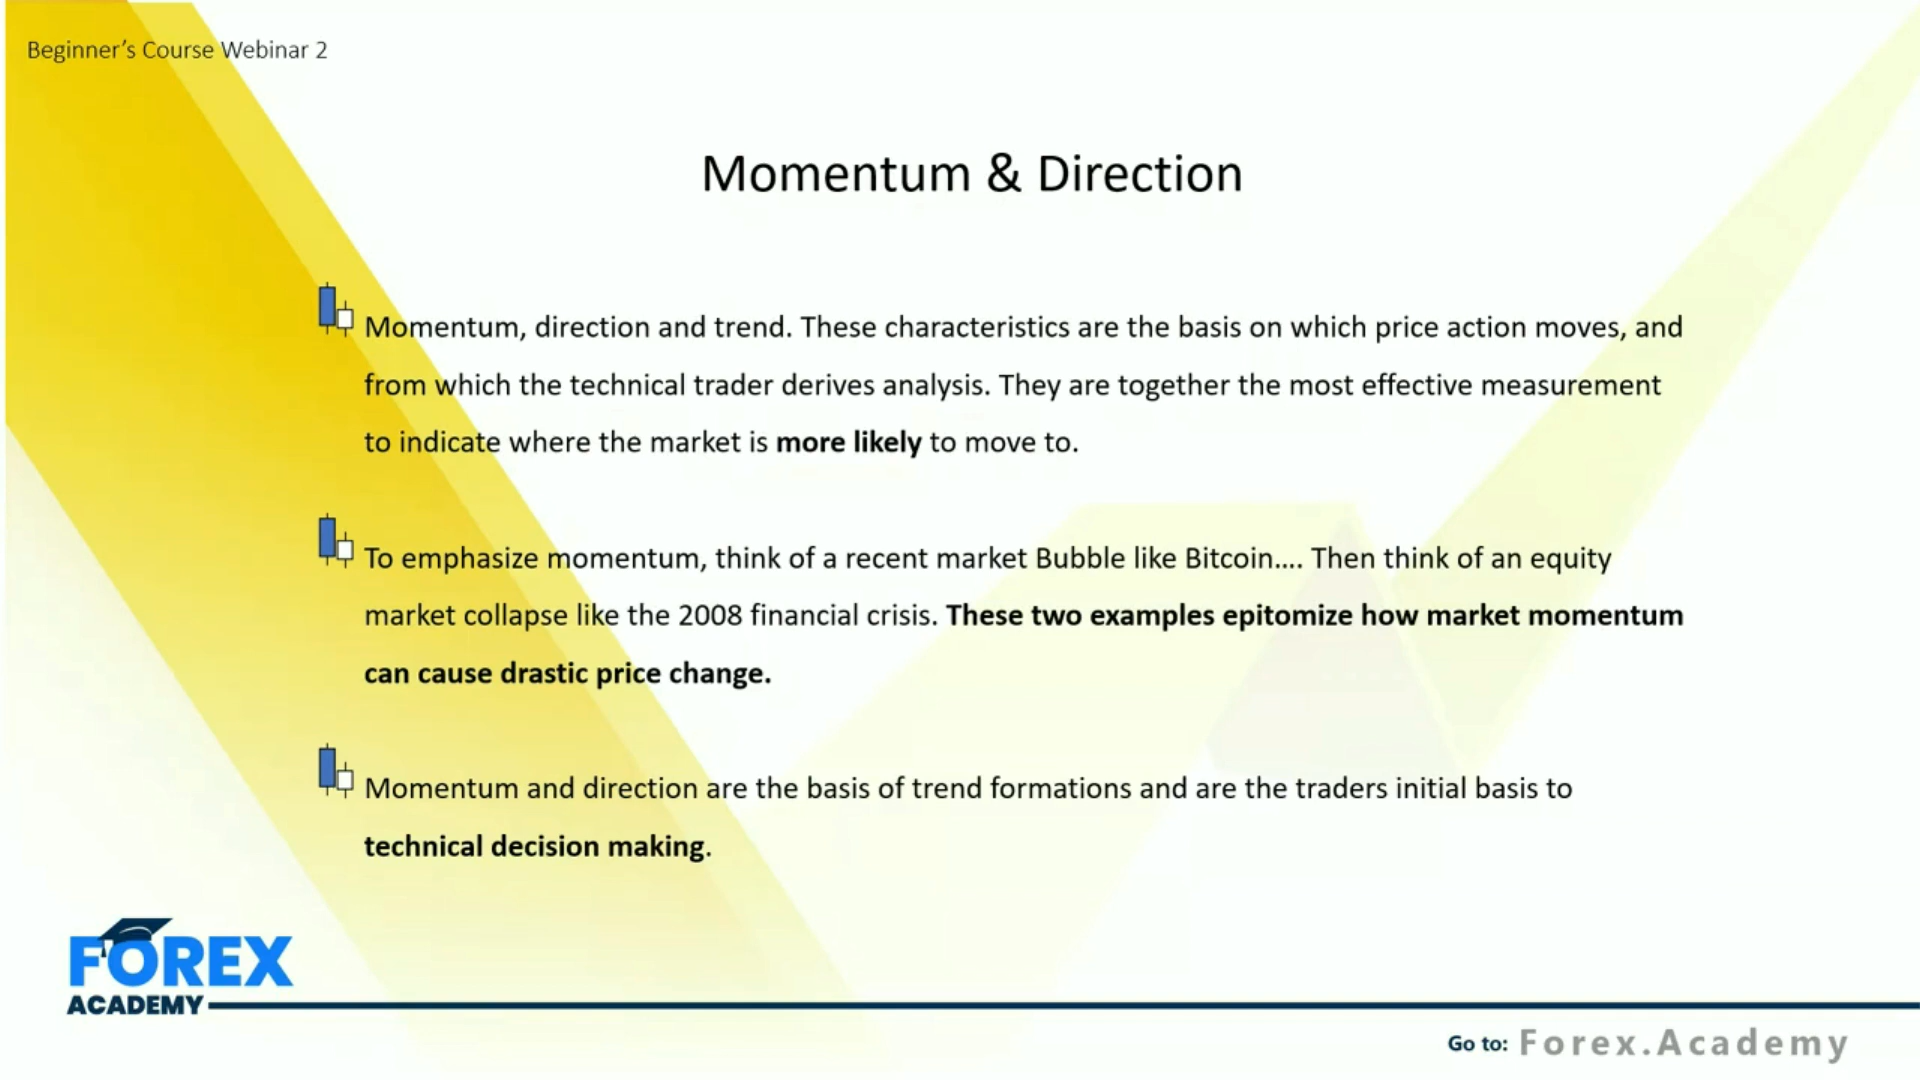 Beginner’s Course Webinar 2
Momentum & Direction
Momentum, direction and trend. These characteristics are the basis on which price action moves, and
from which the technical trader derives analysis. They are together the most effective measurement
to indicate where the market is more likely to move to.
To emphasize momentum, think of a recent market Bubble like Bitcoin.... Then think of an equity
market collapse like the 2008 financial crisis. These two examples epitomize how market momentum
can cause drastic price change.
Momentum and direction are the basis of trend formations and are the traders initial basis to
technical decision making.
FOREX
ACADEMY
Go to: Forex.Academy